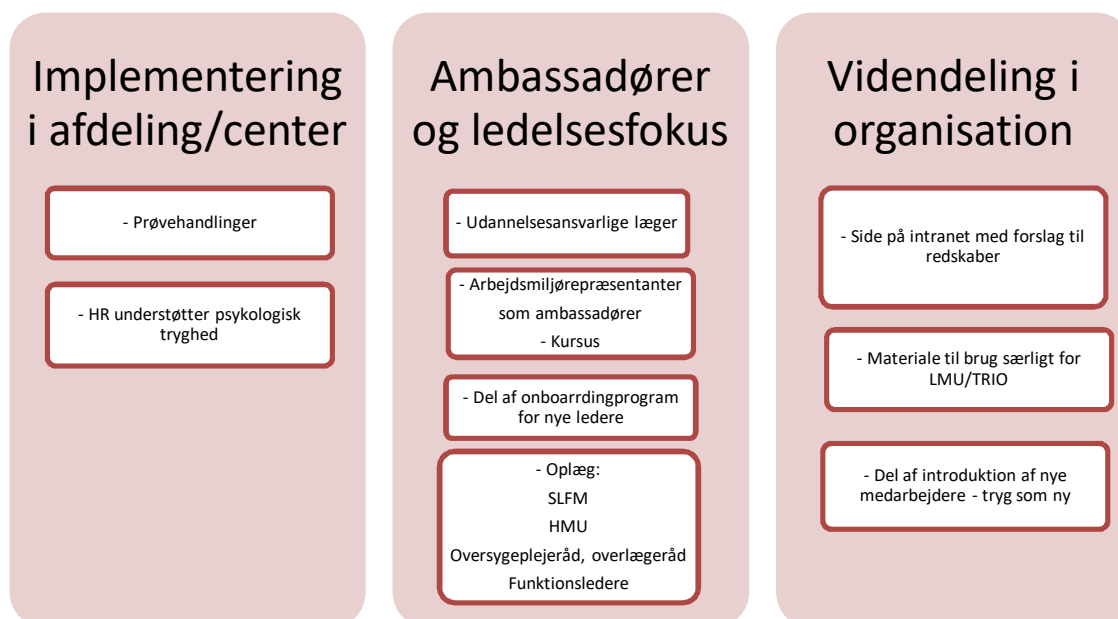 Implementering
i afdeling/center
- Prøvehandlinger
- HR understøtter psykologisk
tryghed
Ambassadører
og ledelsesfokus
- Udannelsesansvarlige læger
- Arbejdsmiljørepræsentanter
som ambassadører
- Kursus
- Del af onboarrdingprogram
for nye ledere
- Oplæg:
SLFM
HMU
Oversygeplejeråd, overlægeråd
Funktionsledere
Videndeling i
organisation
- Side på intranet med forslag til
redskaber
- Materiale til brug særligt for
LMU/TRIO
- Del af introduktion af nye
medarbejdere - tryg som ny